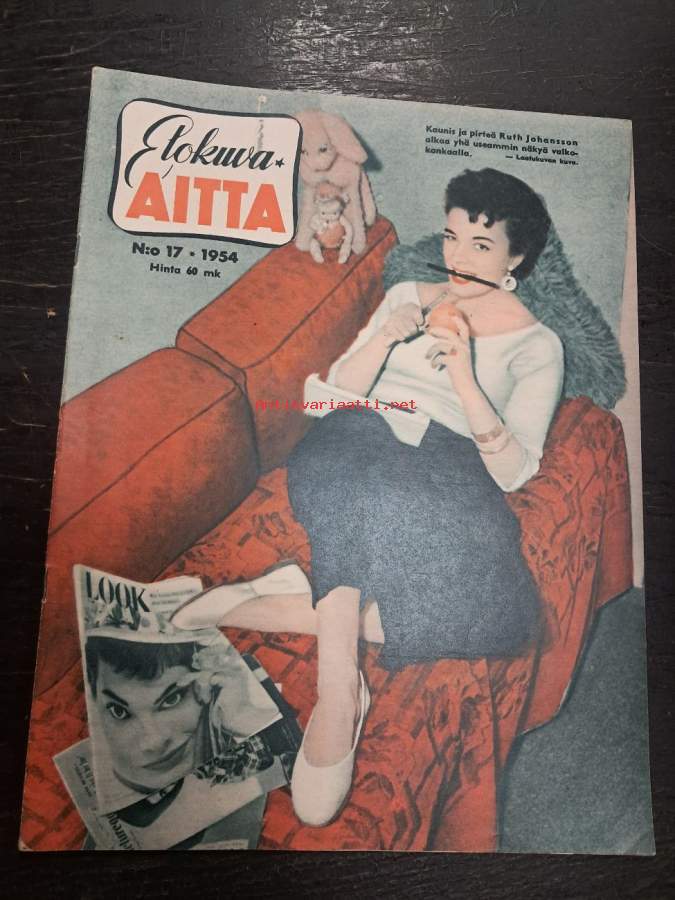 Elokuva-
AITTA
N:o 17 • 1954
Hinta 60 mk
Kaunis ja pirteä Ruth Johansson
alkaa yhä useammin näkyä valko-
kankaalla. — Laatukuvan kuva.
Antikvariaatti.net
LOOK